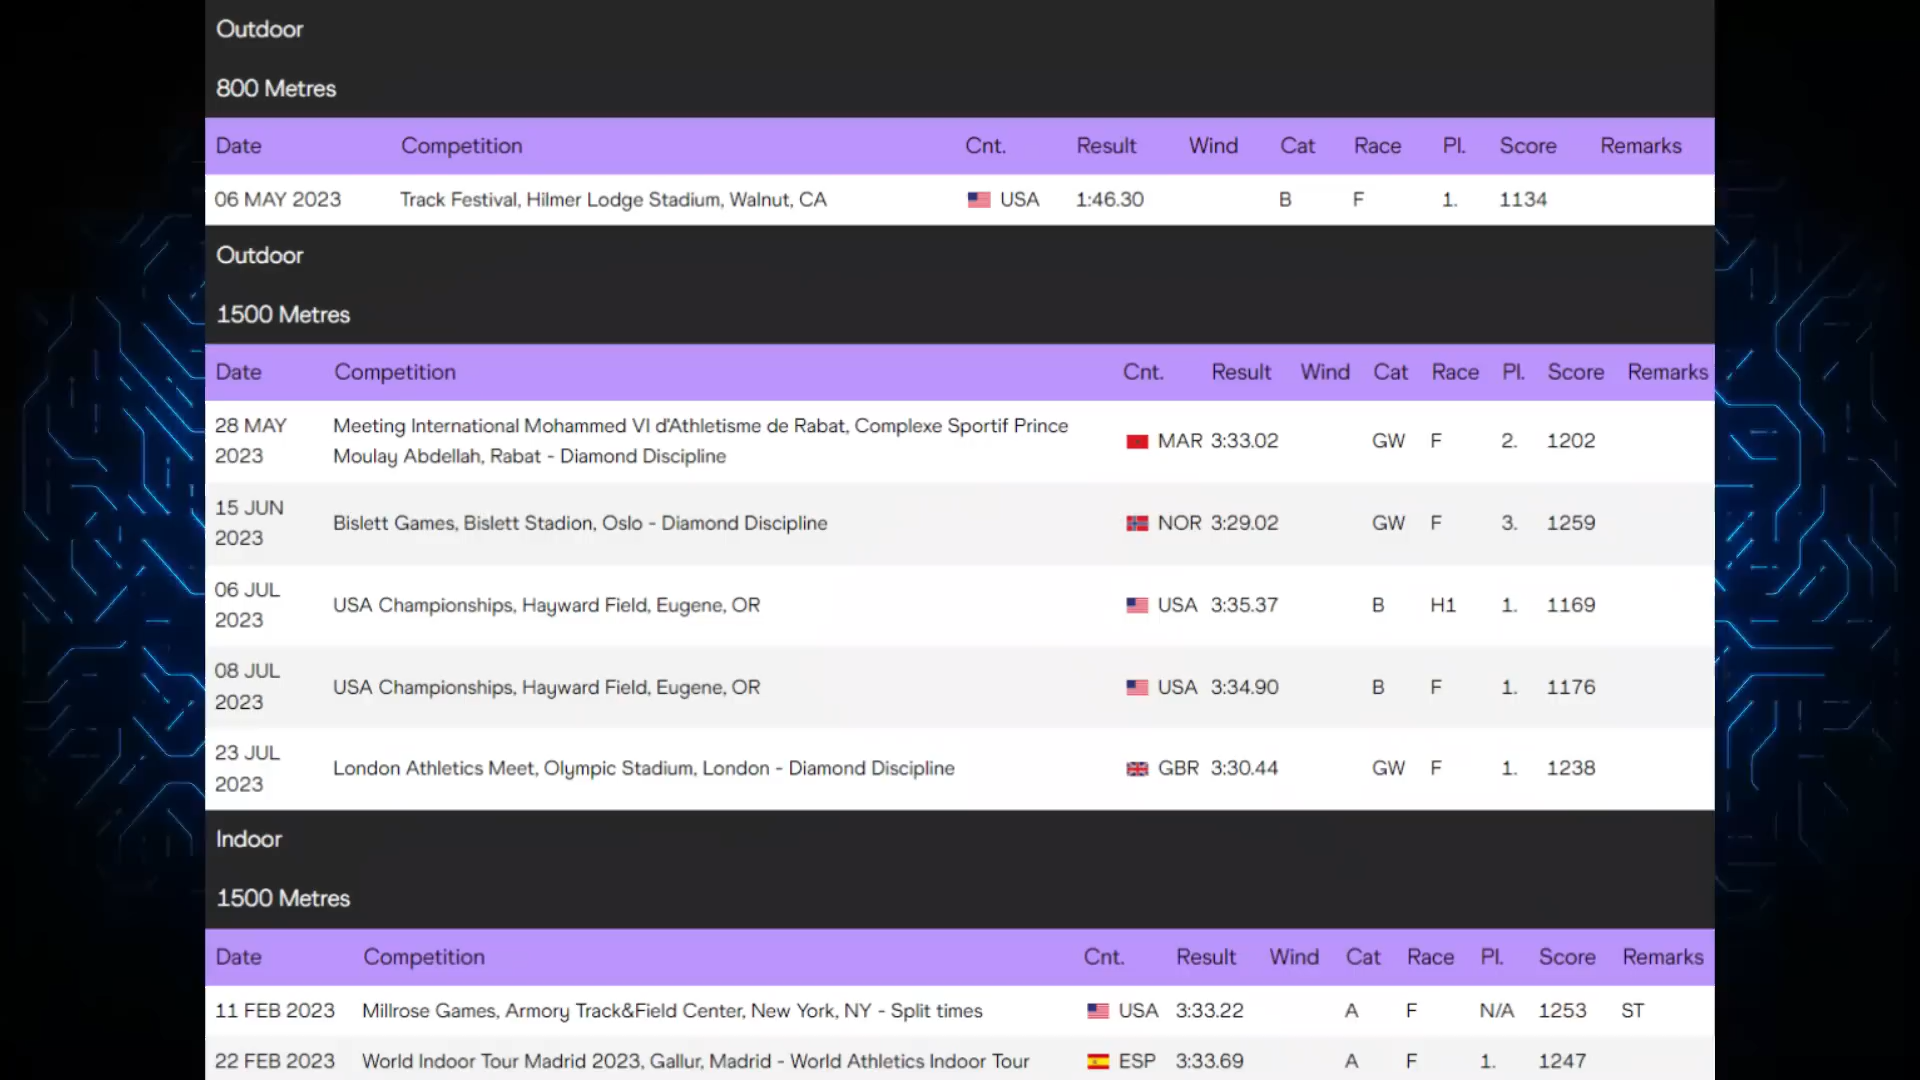 Outdoor
800 Metres
Date Competition Cnt. Result Wind Cat Race Pl. Score Remarks
06 MAY 2023 Track Festival, Hilmer Lodge Stadium, Walnut, CA USA 1:46.30 B F 1. 1134
Outdoor
1500 Metres
Date Competition Cnt. Result Wind Cat Race Pl. Score Remarks
28 MAY 2023 Meeting International Mohammed VI d'Athletisme de Rabat, Complexe Sportif Prince Moulay Abdellah, Rabat - Diamond Discipline MAR 3:33.02 GW F 2. 1202
15 JUN 2023 Bislett Games, Bislett Stadion, Oslo - Diamond Discipline NOR 3:29.02 GW F 3. 1259
06 JUL 2023 USA Championships, Hayward Field, Eugene, OR USA 3:35.37 B H1 1. 1169
08 JUL 2023 USA Championships, Hayward Field, Eugene, OR USA 3:34.90 B F 1. 1176
23 JUL 2023 London Athletics Meet, Olympic Stadium, London - Diamond Discipline GBR 3:30.44 GW F 1. 1238
Indoor
1500 Metres
Date Competition Cnt. Result Wind Cat Race Pl. Score Remarks
11 FEB 2023 Millrose Games, Armory Track&Field Center, New York, NY - Split times USA 3:33.22 A F N/A 1253 ST
22 FEB 2023 World Indoor Tour Madrid 2023, Gallur, Madrid - World Athletics Indoor Tour ESP 3:33.69 A F 1. 1247